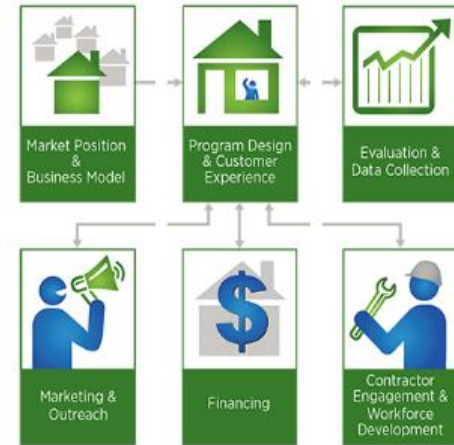 Market Position
&
Business Model
Program Design
& Customer
Experience
Evaluation &
Data Collection
Marketing &
Outreach
$
Financing
Contractor
Engagement &
Workforce
Development